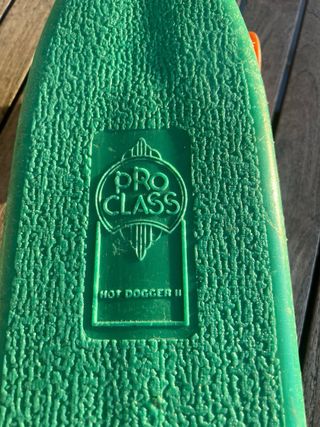 PRO
CLASS
HOT DOGGER II